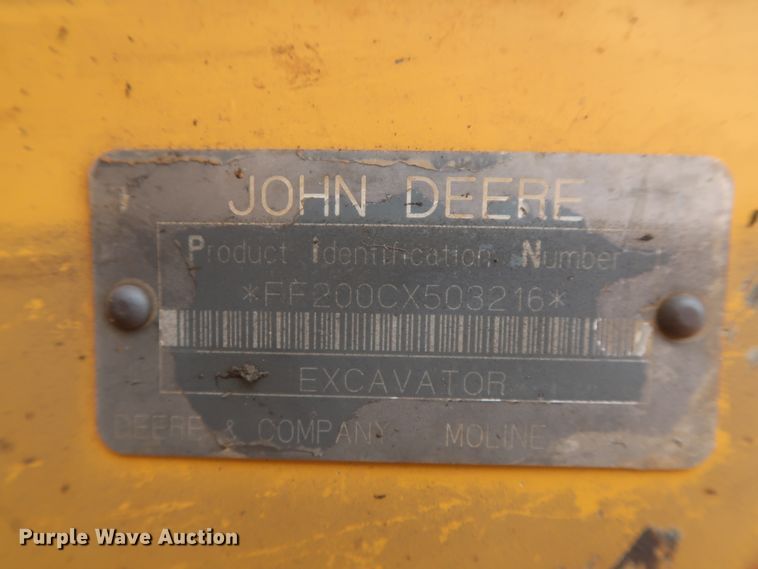 JOHN DEERE
Product Identification Number
*FF200CX503216*
EXCAVATOR
DEERE & COMPANY MOLINE
Purple Wave Auction